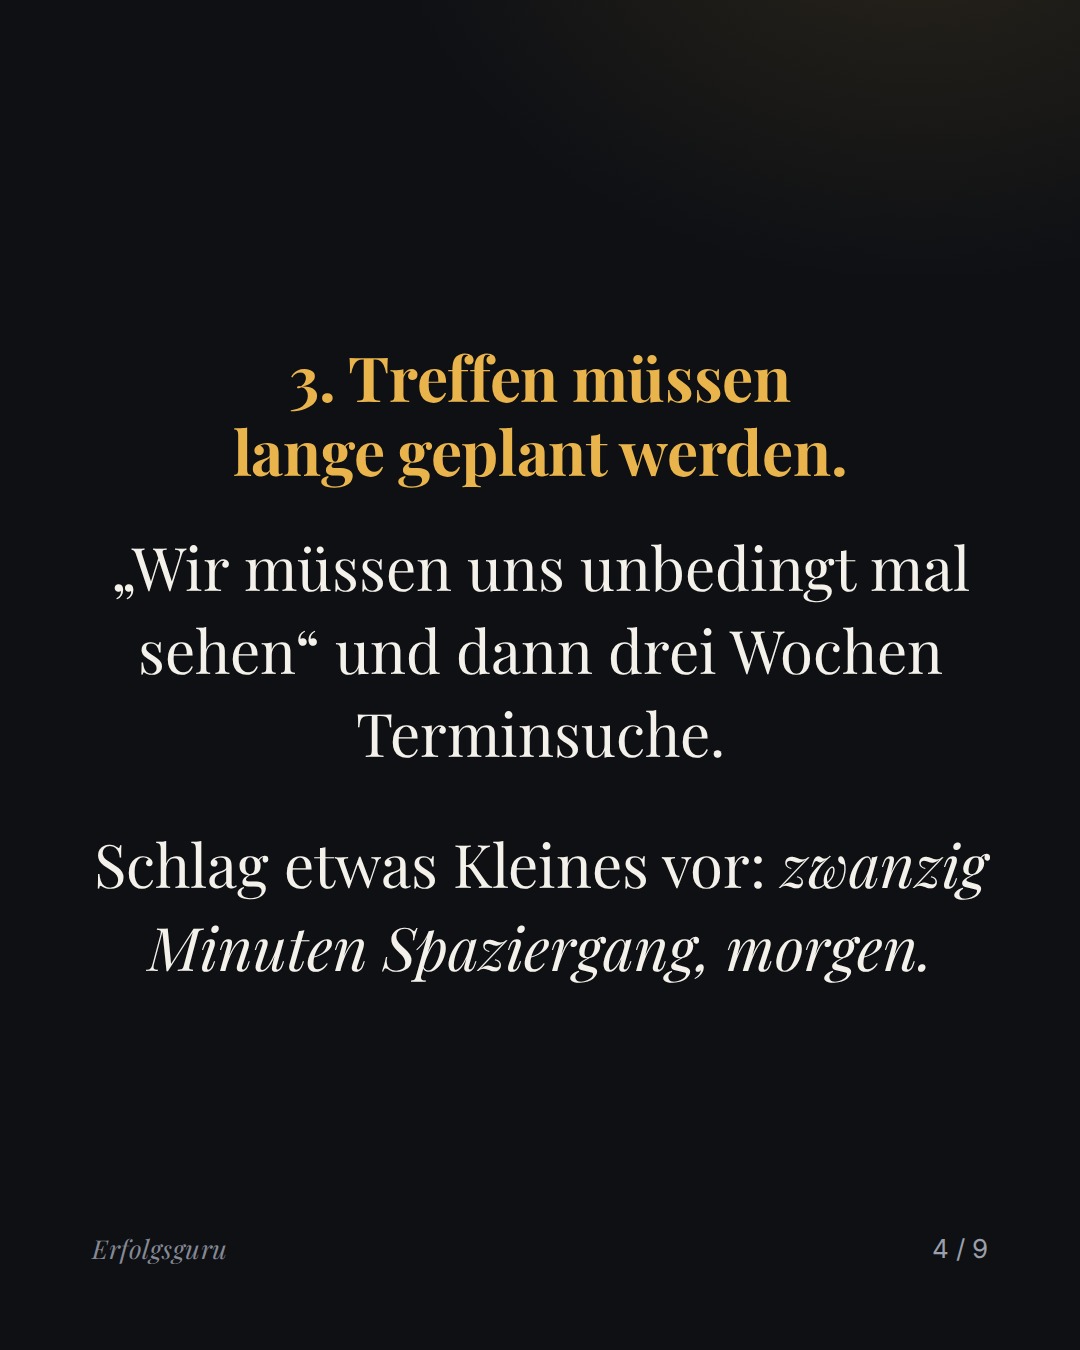 3. Treffen müssen
lange geplant werden.
„Wir müssen uns unbedingt mal
sehen“ und dann drei Wochen
Terminsuche.
Schlag etwas Kleines vor: zwanzig
Minuten Spaziergang, morgen.
Erfolgsguru
4 / 9